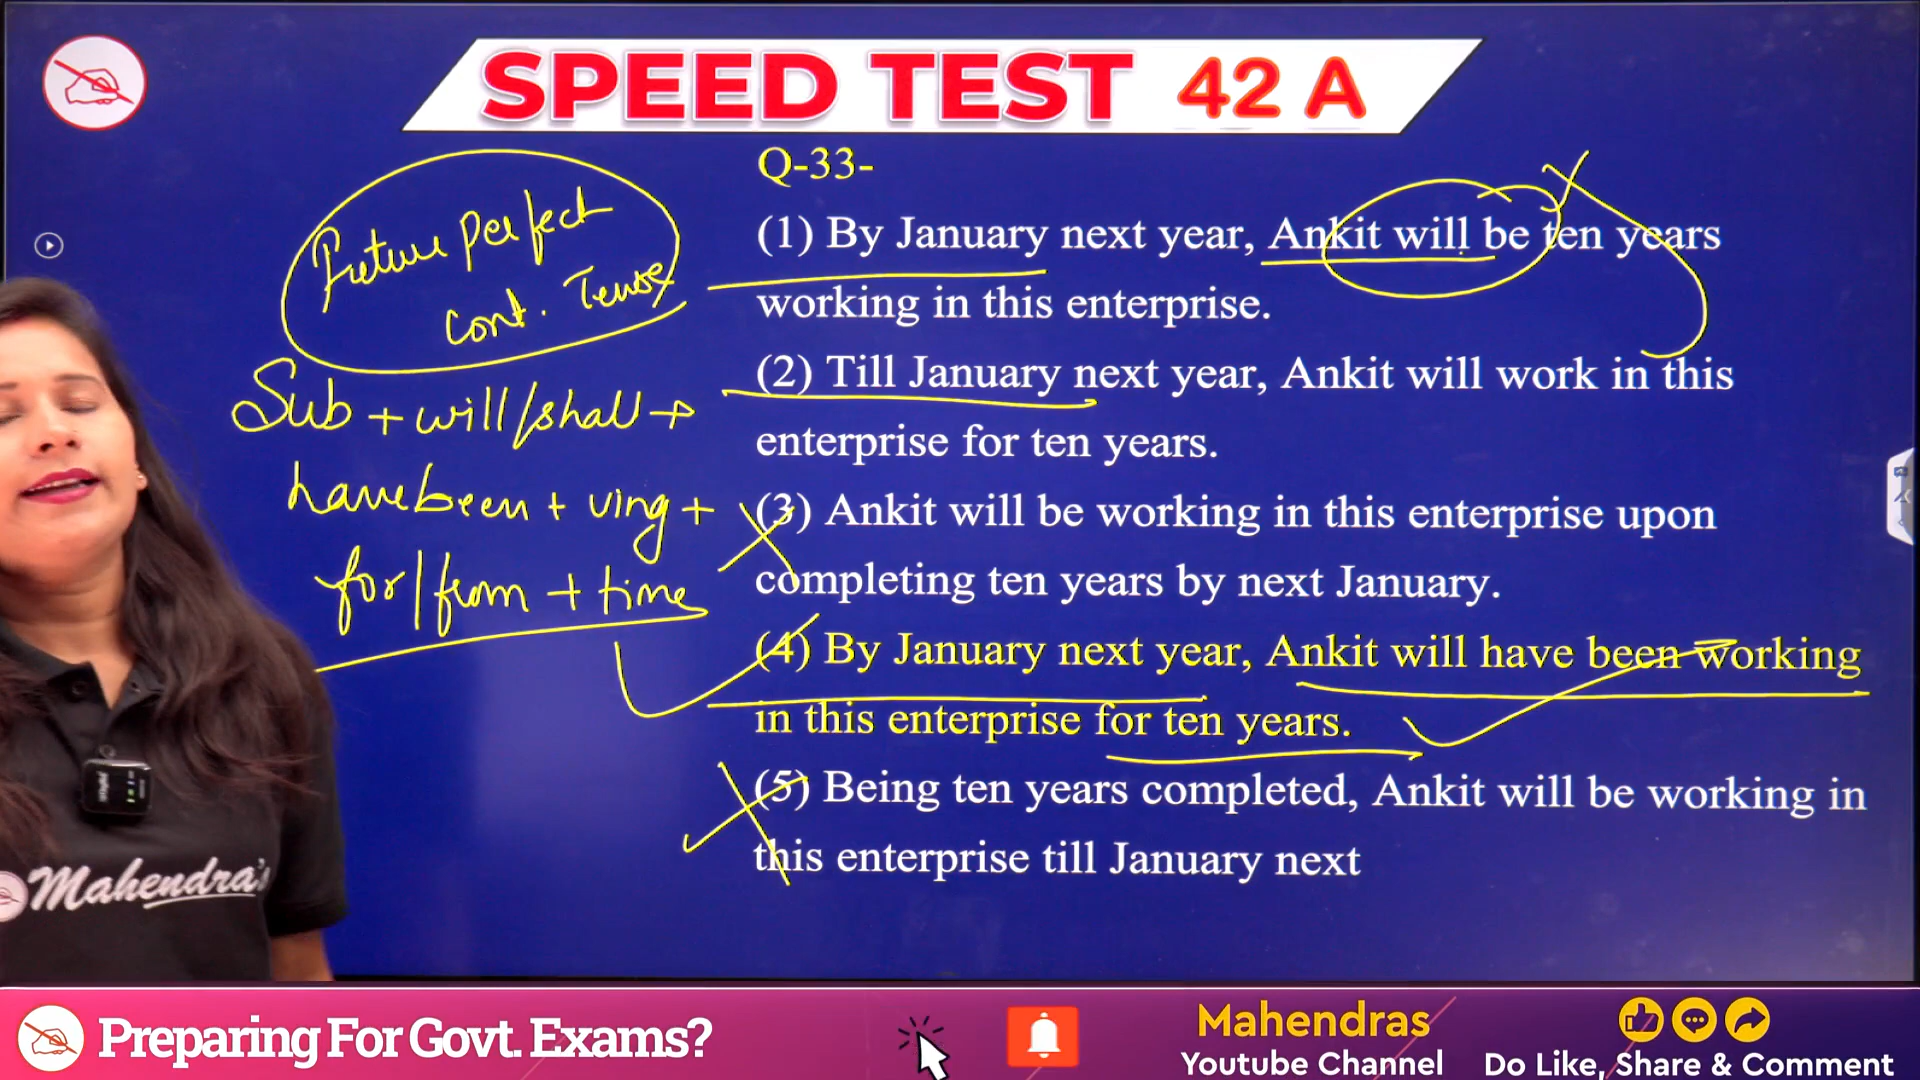 SPEED TEST 42 A
Q-33-
(1) By January next year, Ankit will be ten years
working in this enterprise.
(2) Till January next year, Ankit will work in this
enterprise for ten years.
(3) Ankit will be working in this enterprise upon
completing ten years by next January.
(4) By January next year, Ankit will have been working
in this enterprise for ten years.
(5) Being ten years completed, Ankit will be working in
this enterprise till January next
Future perfect
cont. Tense
Sub + will/shall +
have been + ving +
for/from + time
Mahendra's
Preparing For Govt. Exams?
Mahendras
Youtube Channel
Do Like, Share & Comment